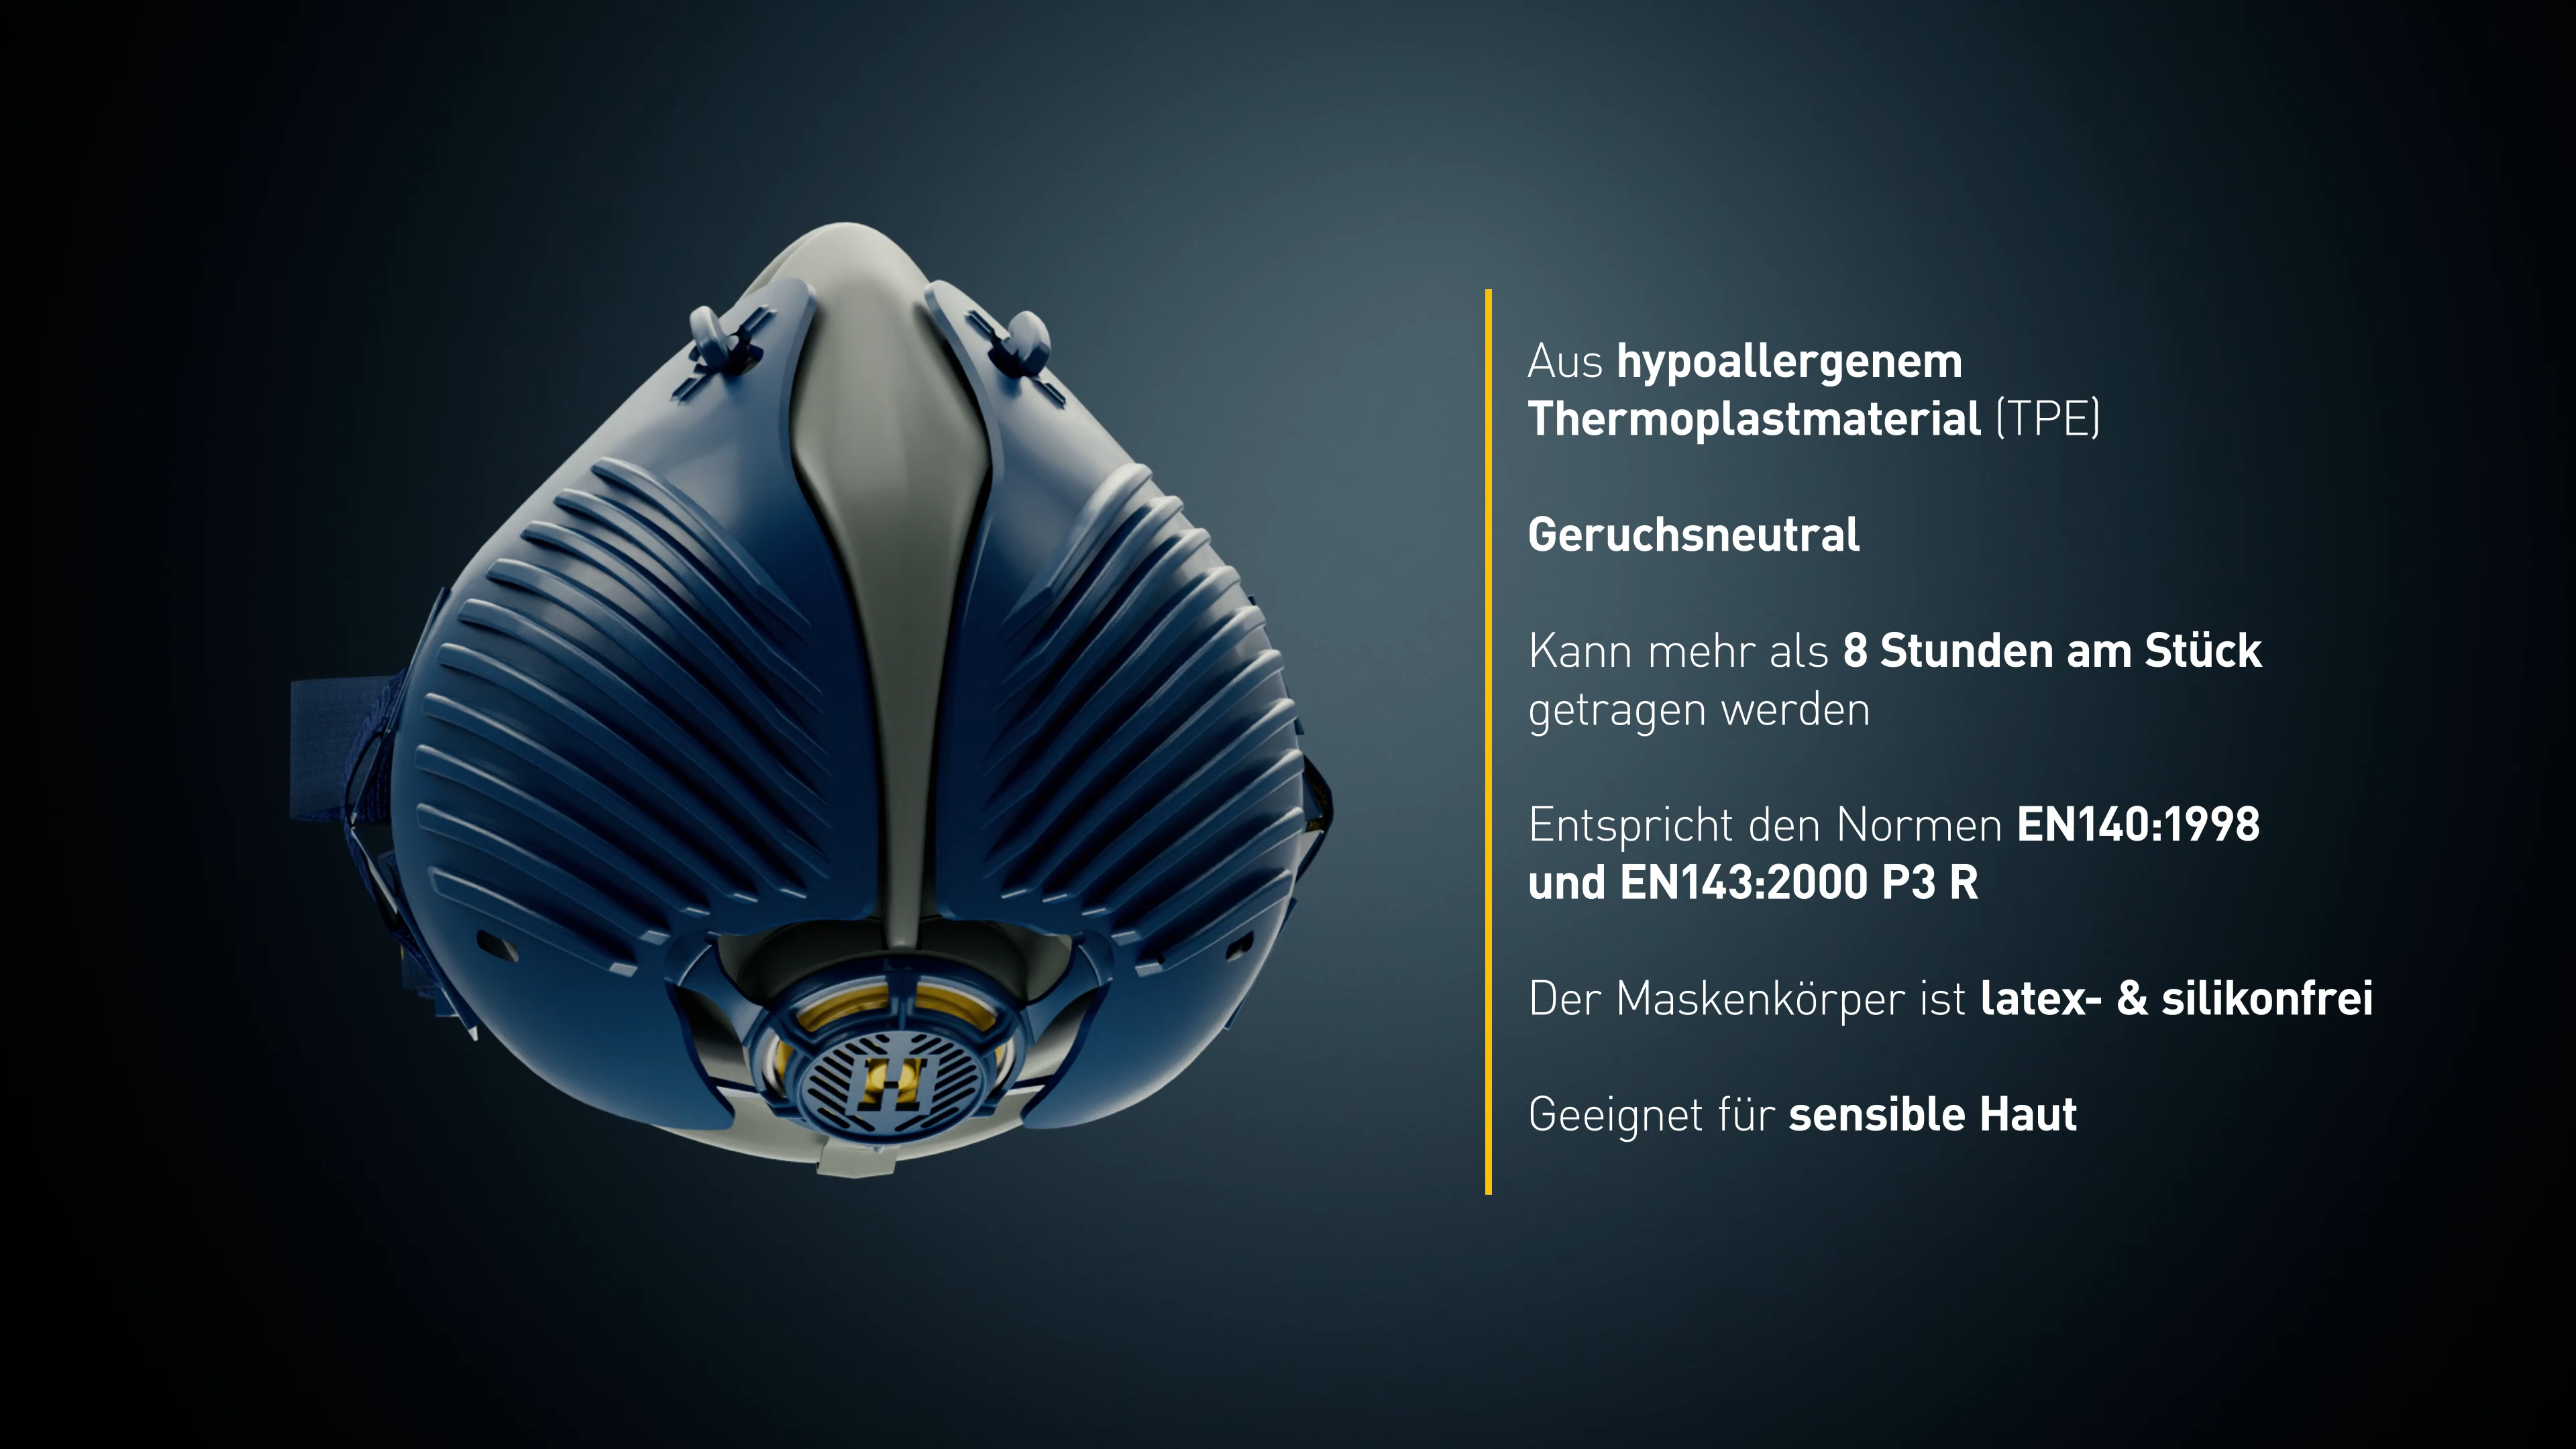 Aus hypoallergenem
Thermoplastmaterial (TPE)
Geruchsneutral
Kann mehr als 8 Stunden am Stück
getragen werden
Entspricht den Normen EN140:1998
und EN143:2000 P3 R
Der Maskenkörper ist latex- & silikonfrei
Geeignet für sensible Haut
H